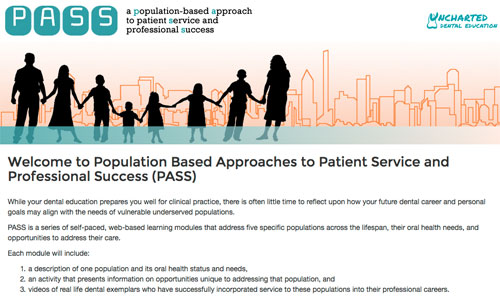 PASS
a population-based approach
to patient service and
professional success
UNCHARTED
DENTAL EDUCATION
Welcome to Population Based Approaches to Patient Service and
Professional Success (PASS)
While your dental education prepares you well for clinical practice, there is often little time to reflect upon how your future dental career and personal
goals may align with the needs of vulnerable underserved populations.
PASS is a series of self-paced, web-based learning modules that address five specific populations across the lifespan, their oral health needs, and
opportunities to address their care.
Each module will include:
1. a description of one population and its oral health status and needs,
2. an activity that presents information on opportunities unique to addressing that population, and
3. videos of real life dental exemplars who have successfully incorporated service to these populations into their professional careers.